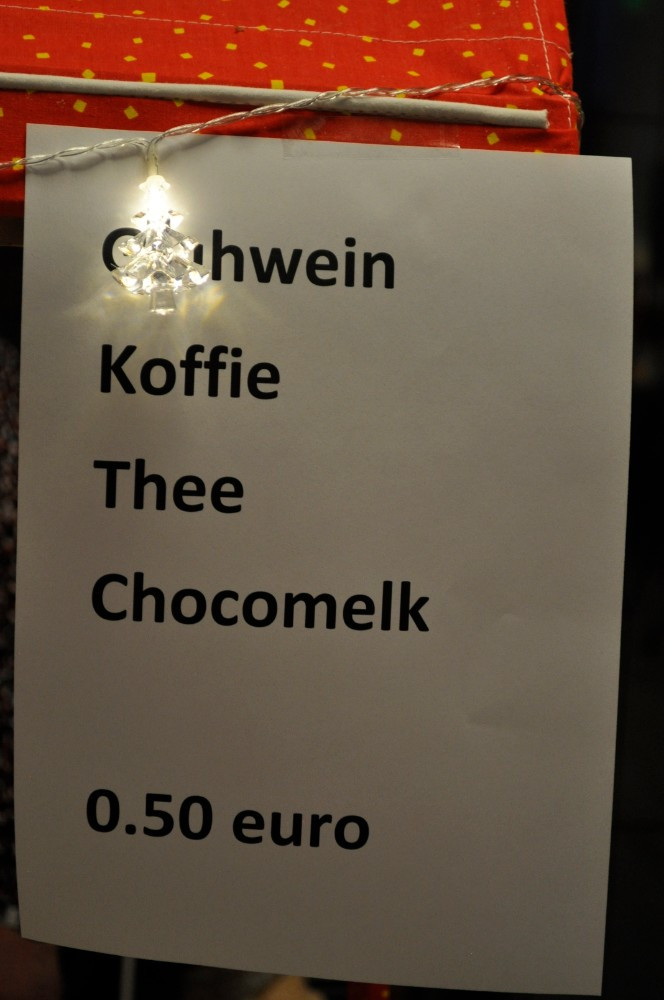 Koffie
Thee
Chocomelk
0.50 euro